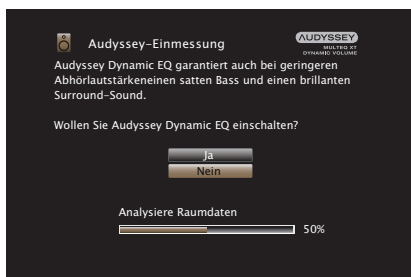 Audyssey-Einmessung
AUDYSSEY
MULTEQ XT
DYNAMIC VOLUME
Audyssey Dynamic EQ garantiert auch bei geringeren
Abhörlautstärkeneinen satten Bass und einen brillanten
Surround-Sound.
Wollen Sie Audyssey Dynamic EQ einschalten?
Ja
Nein
Analysiere Raumdaten
50%